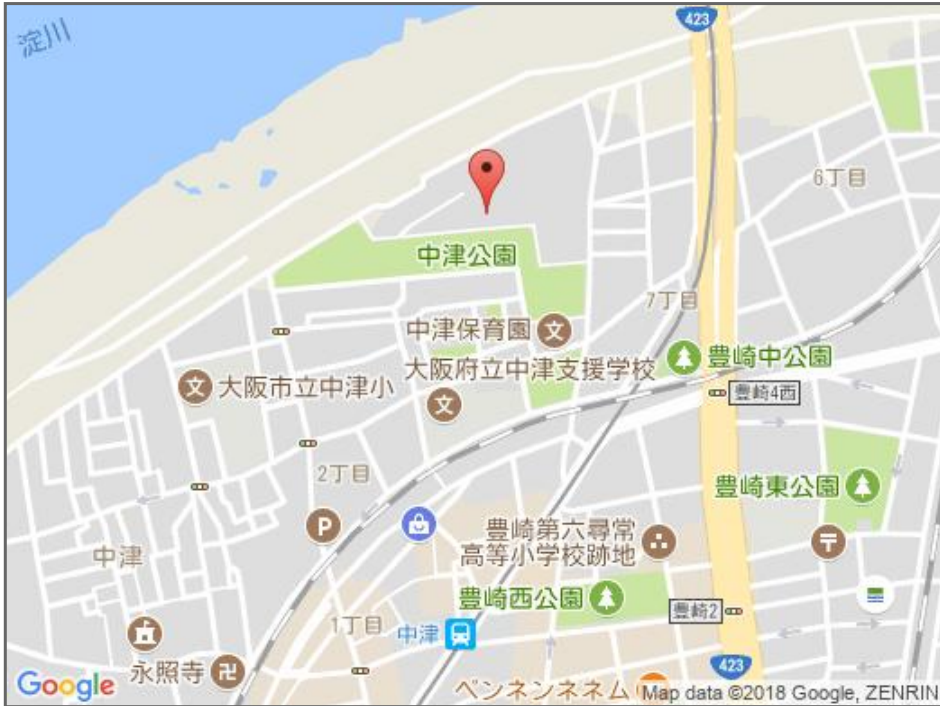 淀川
423
6丁目
中津公園
7丁目
中津保育園 文
大阪府立中津支援学校
文
豊崎中公園
文 大阪市立中津小
豊崎4西
2丁目
豊崎東公園
P
豊崎第六尋常
高等小学校跡地
中津
豊崎西公園
豊崎2
1丁目
中津
永照寺
423
ペンネンネネム
Google
Map data ©2018 Google, ZENRIN